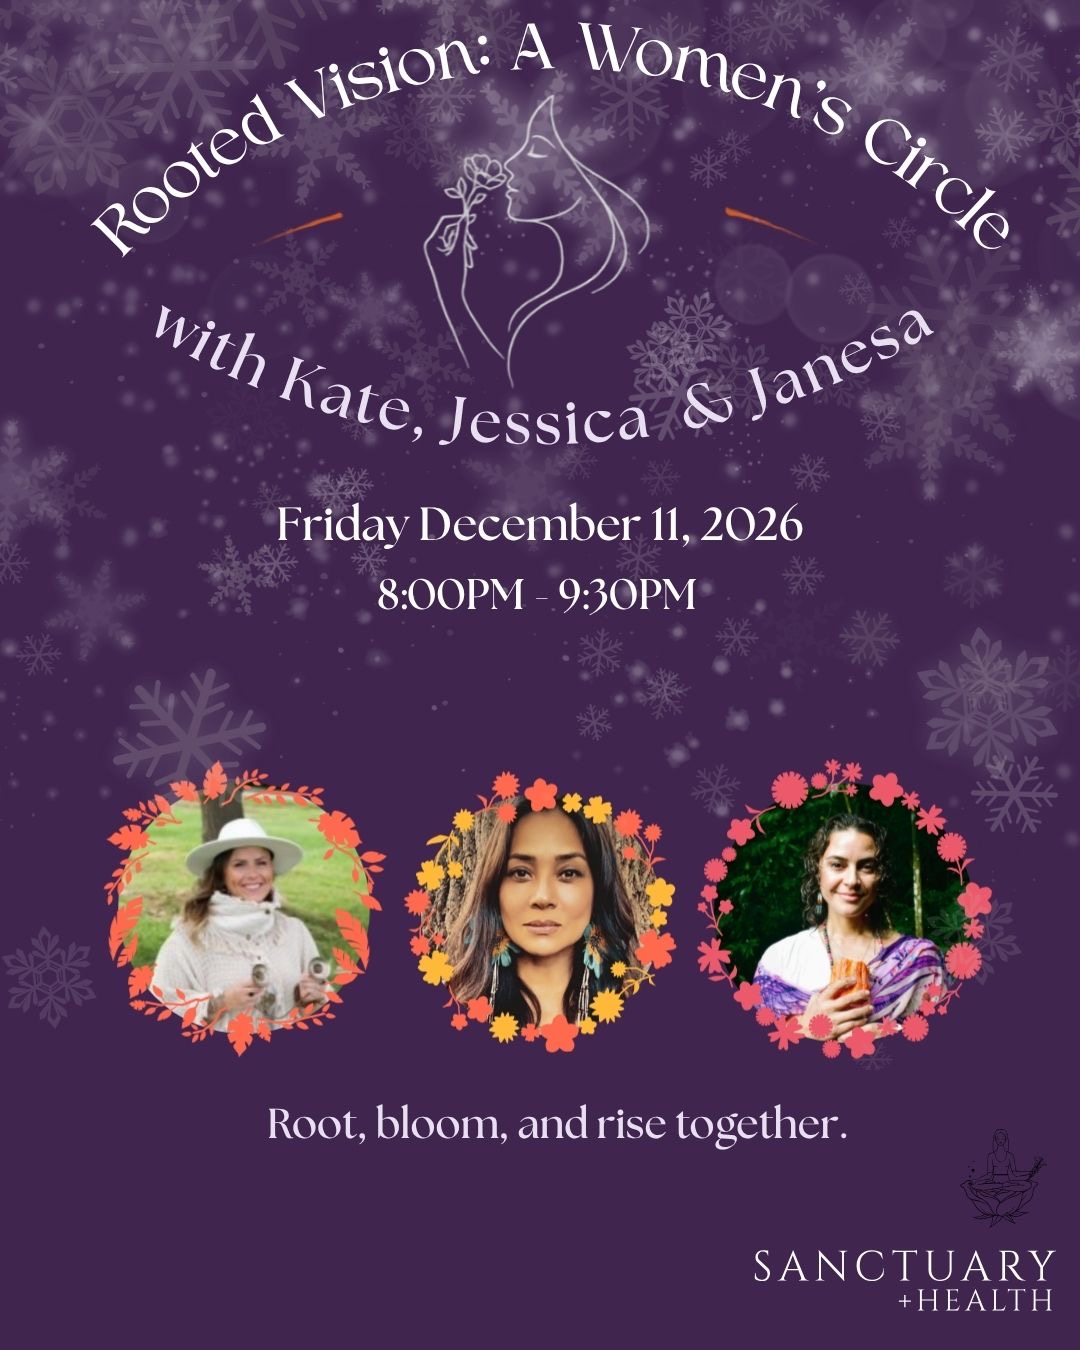 Rooted Vision: A Women's Circle
with Kate, Jessica & Janesa
Friday December 11, 2026
8:00PM - 9:30PM
Root, bloom, and rise together.
SANCTUARY
+HEALTH